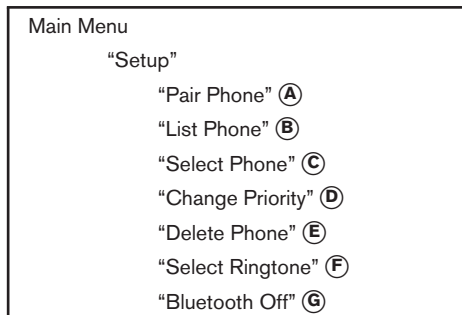 Main Menu
“Setup”
“Pair Phone” Ⓐ
“List Phone” Ⓑ
“Select Phone” Ⓒ
“Change Priority” Ⓓ
“Delete Phone” Ⓔ
“Select Ringtone” Ⓕ
“Bluetooth Off” Ⓖ